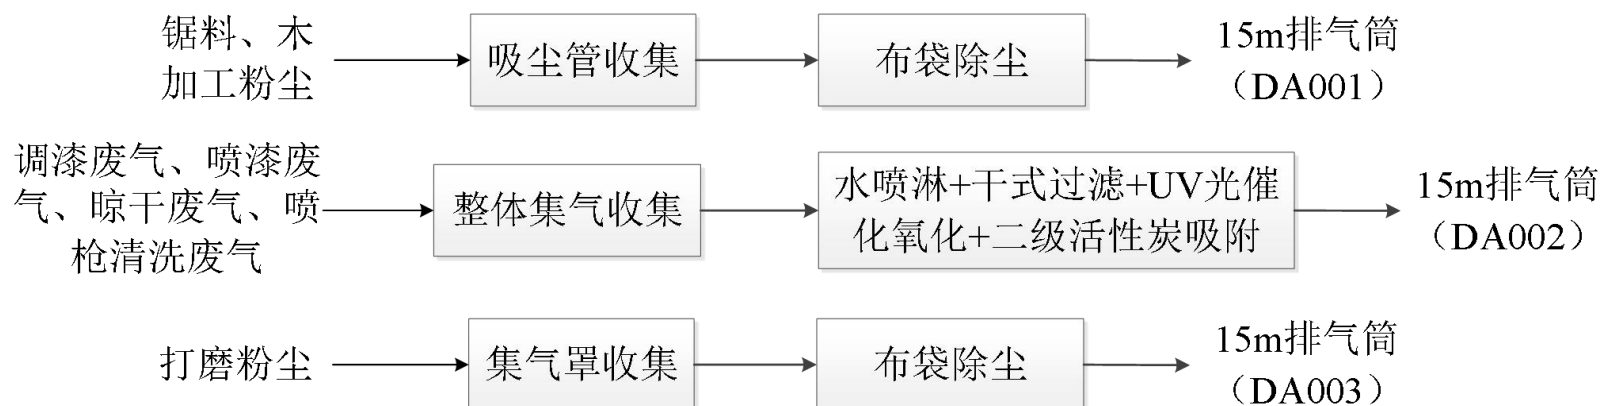 锯料、木
加工粉尘
吸尘管收集
布袋除尘
15m排气筒
（DA001）
调漆废气、喷漆废
气、晾干废气、喷
枪清洗废气
整体集气收集
水喷淋+干式过滤+UV光催
化氧化+二级活性炭吸附
15m排气筒
（DA002）
打磨粉尘
集气罩收集
布袋除尘
15m排气筒
（DA003）